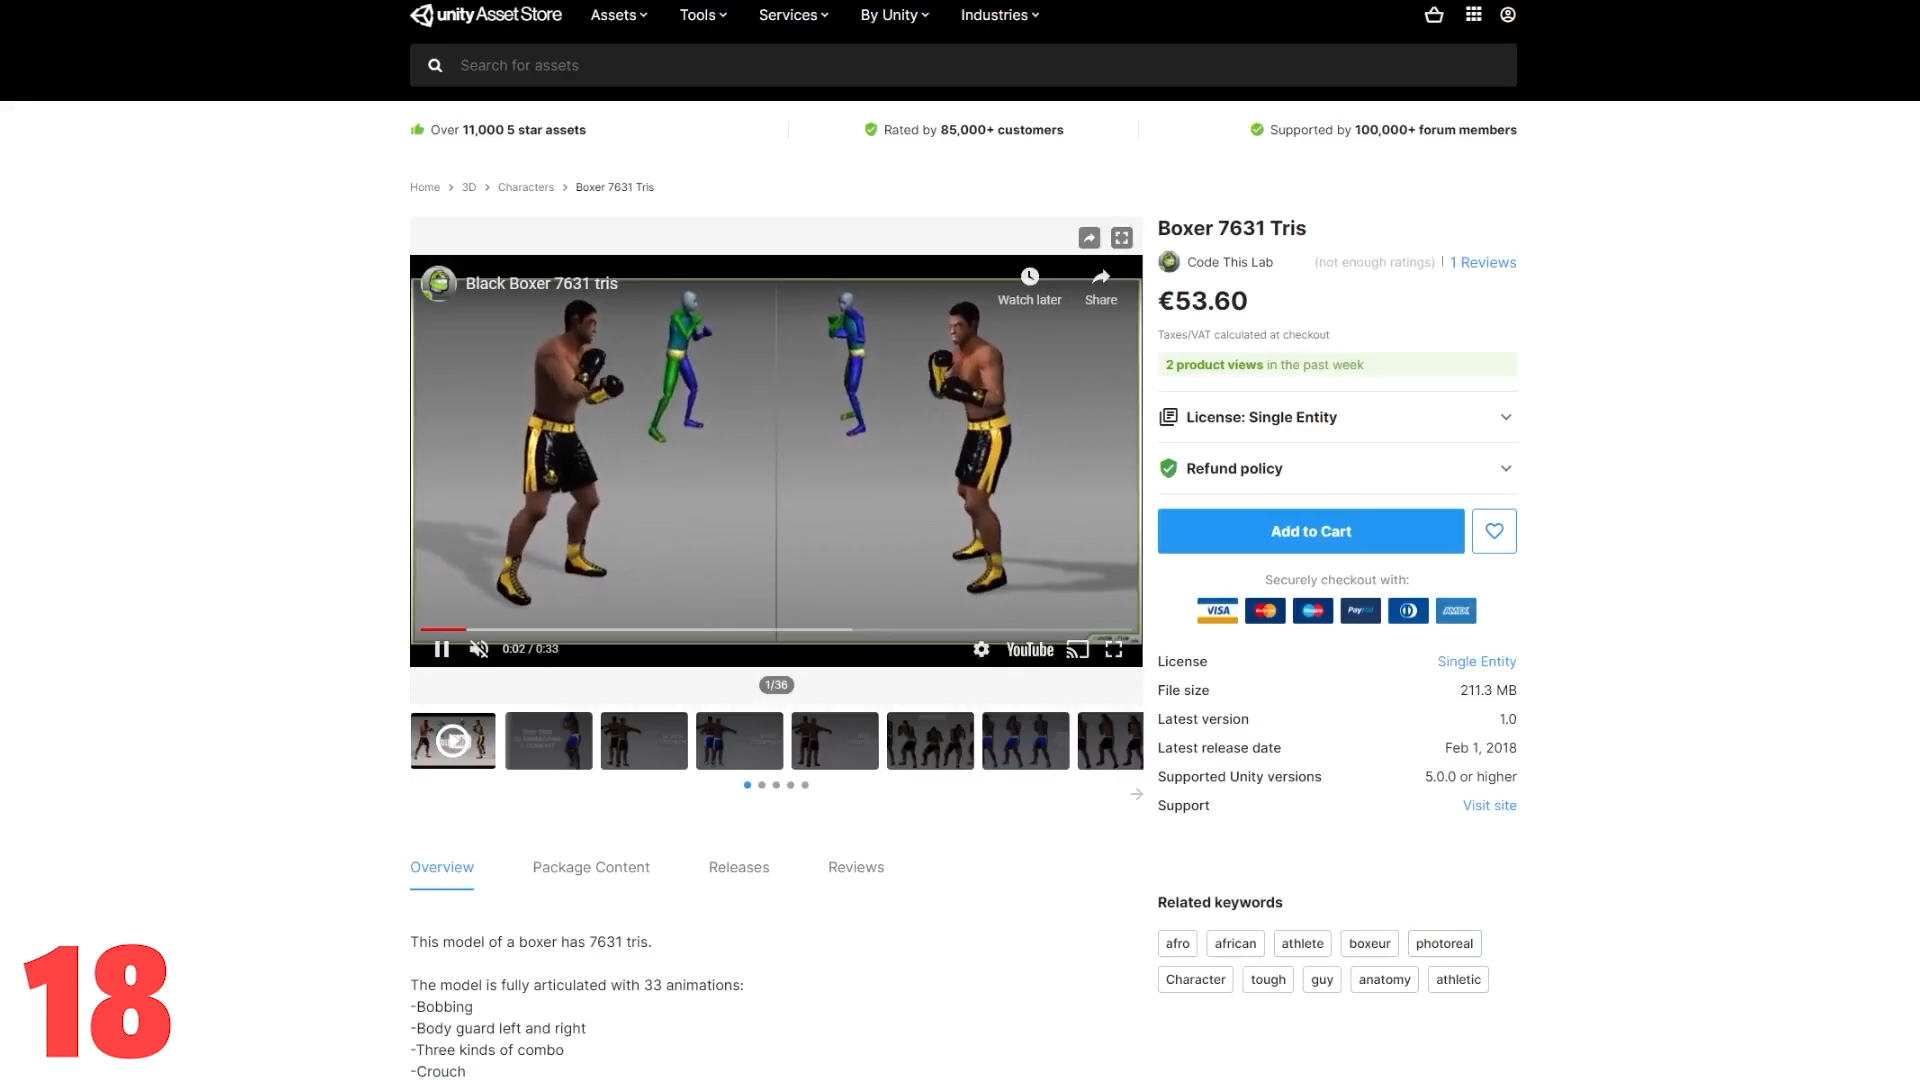 unity Asset Store
Assets
Tools
Services
By Unity
Industries
Search for assets
Over 11,000 5 star assets
Rated by 85,000+ customers
Supported by 100,000+ forum members
Home > 3D > Characters > Boxer 7631 Tris
Black Boxer 7631 tris
Watch later
Share
0:02 / 0:33
YouTube
1/36
Boxer 7631 Tris
Code This Lab
(not enough ratings) | 1 Reviews
€53.60
Taxes/VAT calculated at checkout
2 product views in the past week
License: Single Entity
Refund policy
Add to Cart
Securely checkout with:
VISA
PayPal
AMEX
License Single Entity
File size 211.3 MB
Latest version 1.0
Latest release date Feb 1, 2018
Supported Unity versions 5.0.0 or higher
Support Visit site
Overview
Package Content
Releases
Reviews
This model of a boxer has 7631 tris.
The model is fully articulated with 33 animations:
-Bobbing
-Body guard left and right
-Three kinds of combo
-Crouch
Related keywords
afro
african
athlete
boxeur
photoreal
Character
tough
guy
anatomy
athletic
18